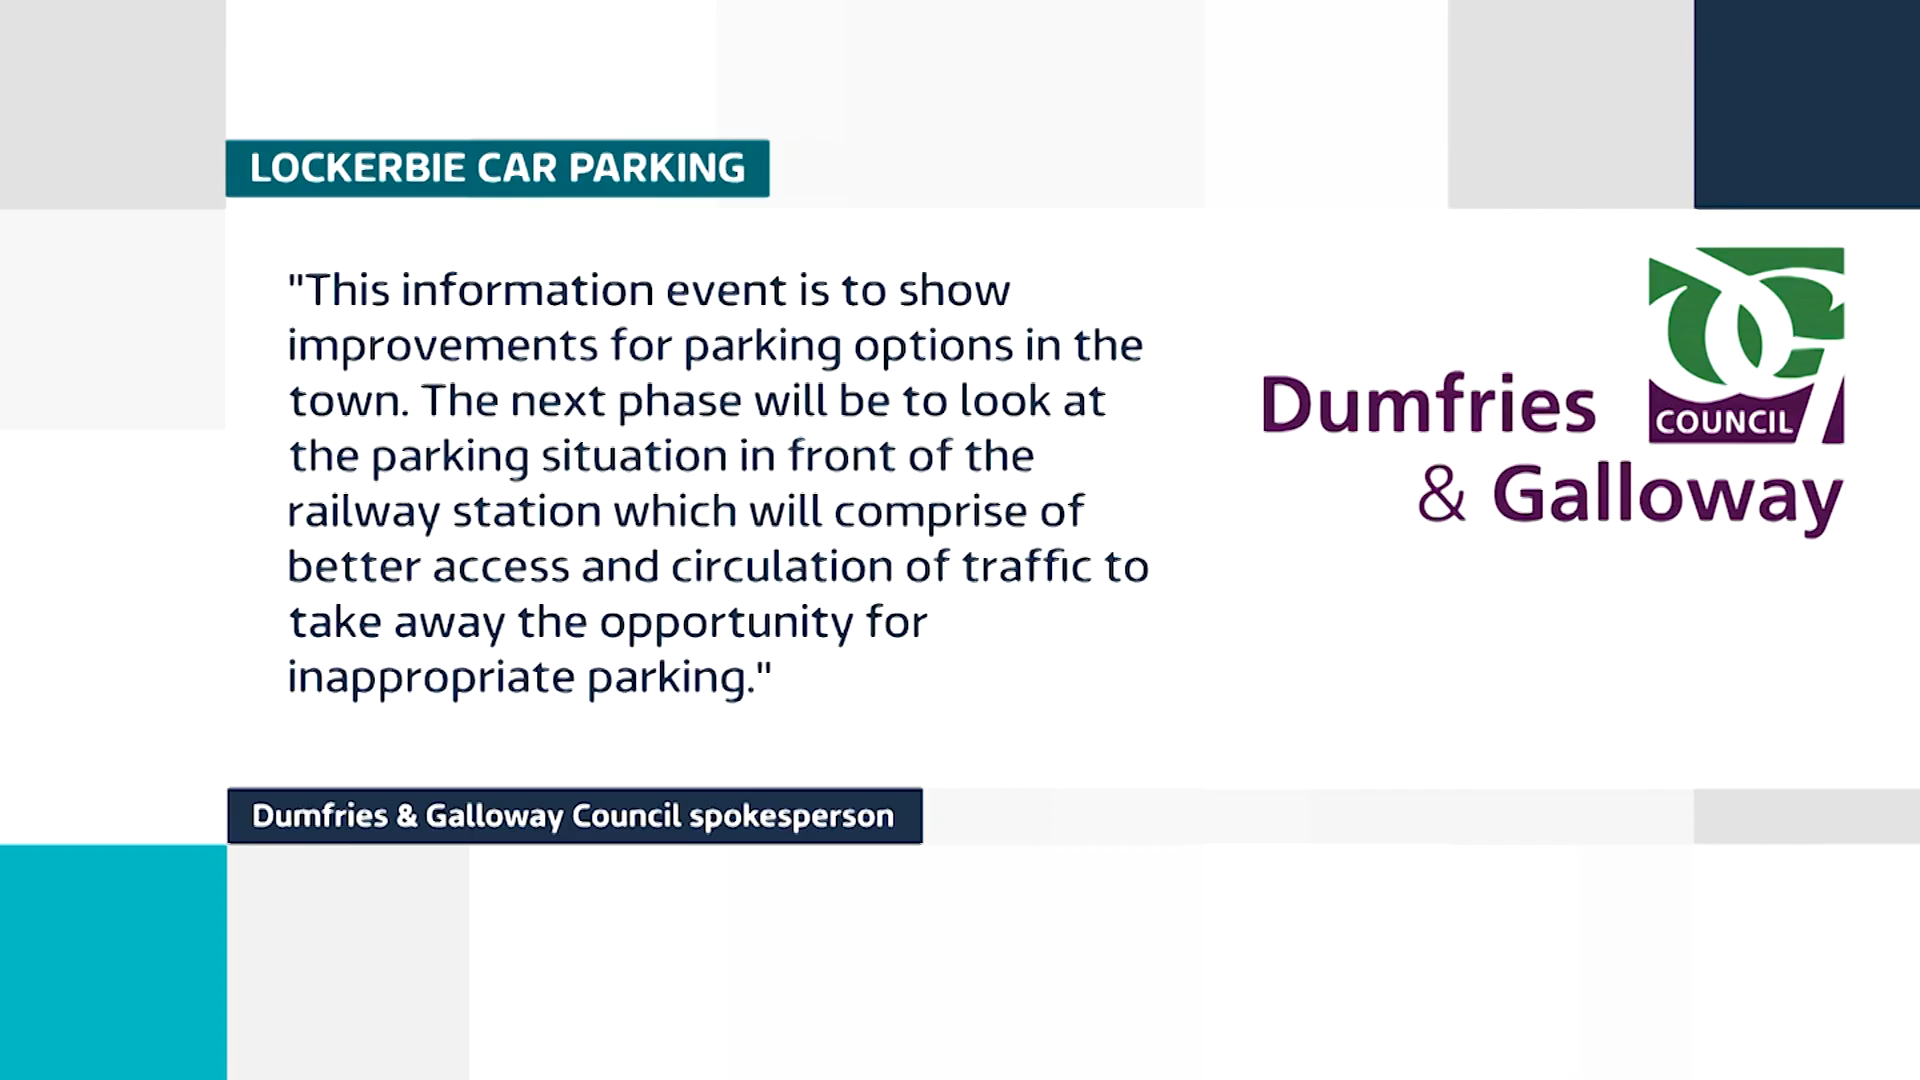 LOCKERBIE CAR PARKING
"This information event is to show
improvements for parking options in the
town. The next phase will be to look at
the parking situation in front of the
railway station which will comprise of
better access and circulation of traffic to
take away the opportunity for
inappropriate parking."
Dumfries & Galloway Council spokesperson
COUNCIL
Dumfries
& Galloway